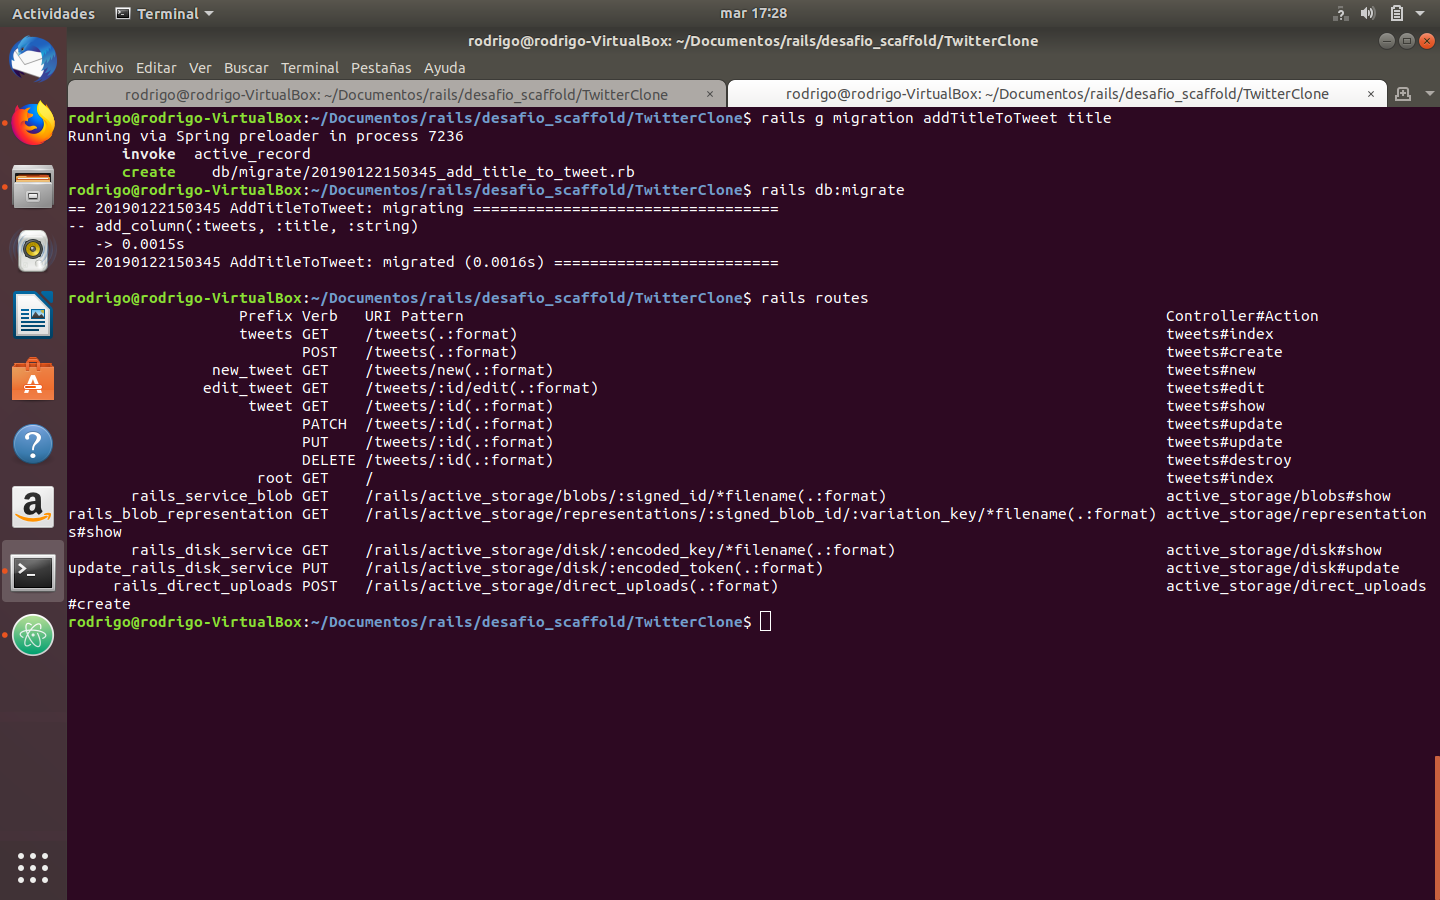 Actividades Terminal mar 17:28
rodrigo@rodrigo-VirtualBox: ~/Documentos/rails/desafio_scaffold/TwitterClone
Archivo Editar Ver Buscar Terminal Pestañas Ayuda
rodrigo@rodrigo-VirtualBox: ~/Documentos/rails/desafio_scaffold/TwitterClone × rodrigo@rodrigo-VirtualBox: ~/Documentos/rails/desafio_scaffold/TwitterClone ×
rodrigo@rodrigo-VirtualBox:~/Documentos/rails/desafio_scaffold/TwitterClone$ rails g migration addTitleToTweet title
Running via Spring preloader in process 7236
      invoke  active_record
      create    db/migrate/20190122150345_add_title_to_tweet.rb
rodrigo@rodrigo-VirtualBox:~/Documentos/rails/desafio_scaffold/TwitterClone$ rails db:migrate
== 20190122150345 AddTitleToTweet: migrating ==================================
-- add_column(:tweets, :title, :string)
   -> 0.0015s
== 20190122150345 AddTitleToTweet: migrated (0.0016s) =========================
rodrigo@rodrigo-VirtualBox:~/Documentos/rails/desafio_scaffold/TwitterClone$ rails routes
Prefix Verb   URI Pattern   Controller#Action
tweets GET    /tweets(.:format)   tweets#index
POST   /tweets(.:format)   tweets#create
new_tweet GET    /tweets/new(.:format)   tweets#new
edit_tweet GET    /tweets/:id/edit(.:format)   tweets#edit
tweet GET    /tweets/:id(.:format)   tweets#show
PATCH  /tweets/:id(.:format)   tweets#update
PUT    /tweets/:id(.:format)   tweets#update
DELETE /tweets/:id(.:format)   tweets#destroy
root GET    /   tweets#index
rails_service_blob GET    /rails/active_storage/blobs/:signed_id/*filename(.:format)   active_storage/blobs#show
rails_blob_representation GET    /rails/active_storage/representations/:signed_blob_id/:variation_key/*filename(.:format) active_storage/representation
s#show
rails_disk_service GET    /rails/active_storage/disk/:encoded_key/*filename(.:format)   active_storage/disk#show
update_rails_disk_service PUT    /rails/active_storage/disk/:encoded_token(.:format)   active_storage/disk#update
rails_direct_uploads POST   /rails/active_storage/direct_uploads(.:format)   active_storage/direct_uploads
#create
rodrigo@rodrigo-VirtualBox:~/Documentos/rails/desafio_scaffold/TwitterClone$